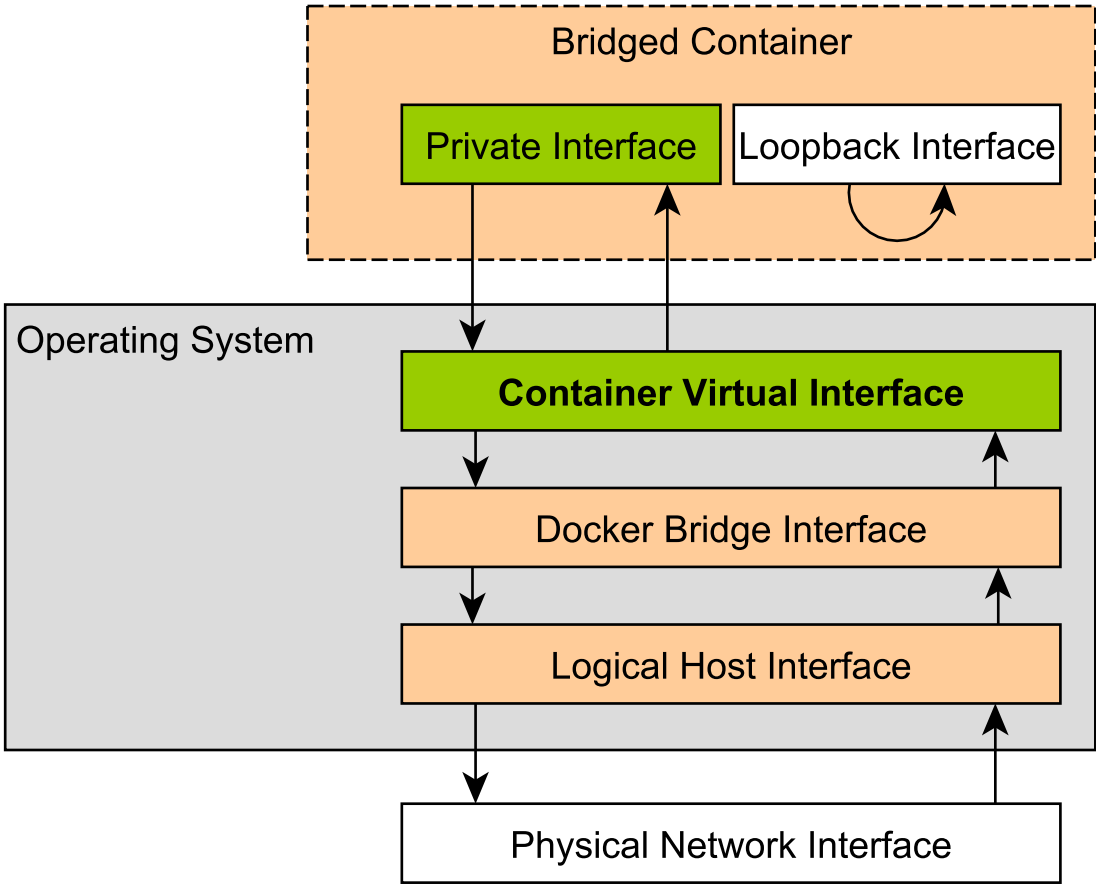 Bridged Container
Private Interface
Loopback Interface
Operating System
Container Virtual Interface
Docker Bridge Interface
Logical Host Interface
Physical Network Interface